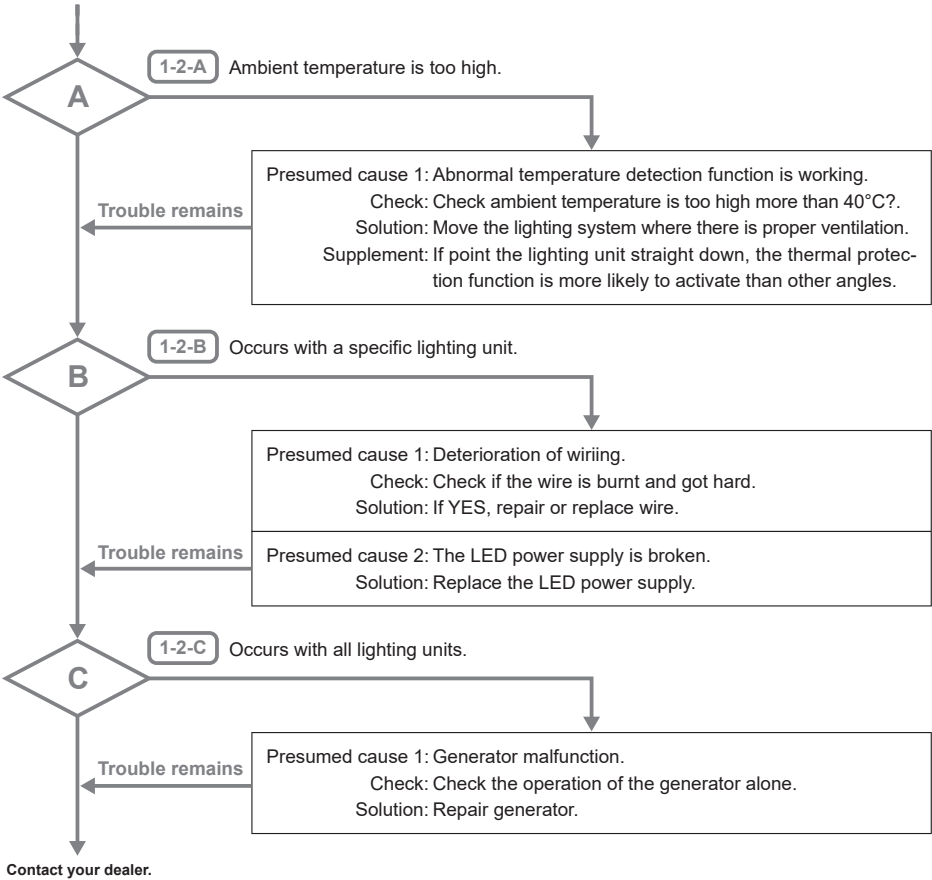 1-2-A Ambient temperature is too high.
A
Presumed cause 1: Abnormal temperature detection function is working.
Check: Check ambient temperature is too high more than 40°C?.
Trouble remains
Solution: Move the lighting system where there is proper ventilation.
Supplement: If point the lighting unit straight down, the thermal protec-
tion function is more likely to activate than other angles.
1-2-B Occurs with a specific lighting unit.
B
Presumed cause 1: Deterioration of wiriing.
Check: Check if the wire is burnt and got hard.
Solution: If YES, repair or replace wire.
Trouble remains
Presumed cause 2: The LED power supply is broken.
Solution: Replace the LED power supply.
1-2-C Occurs with all lighting units.
C
Presumed cause 1: Generator malfunction.
Trouble remains
Check: Check the operation of the generator alone.
Solution: Repair generator.
Contact your dealer.